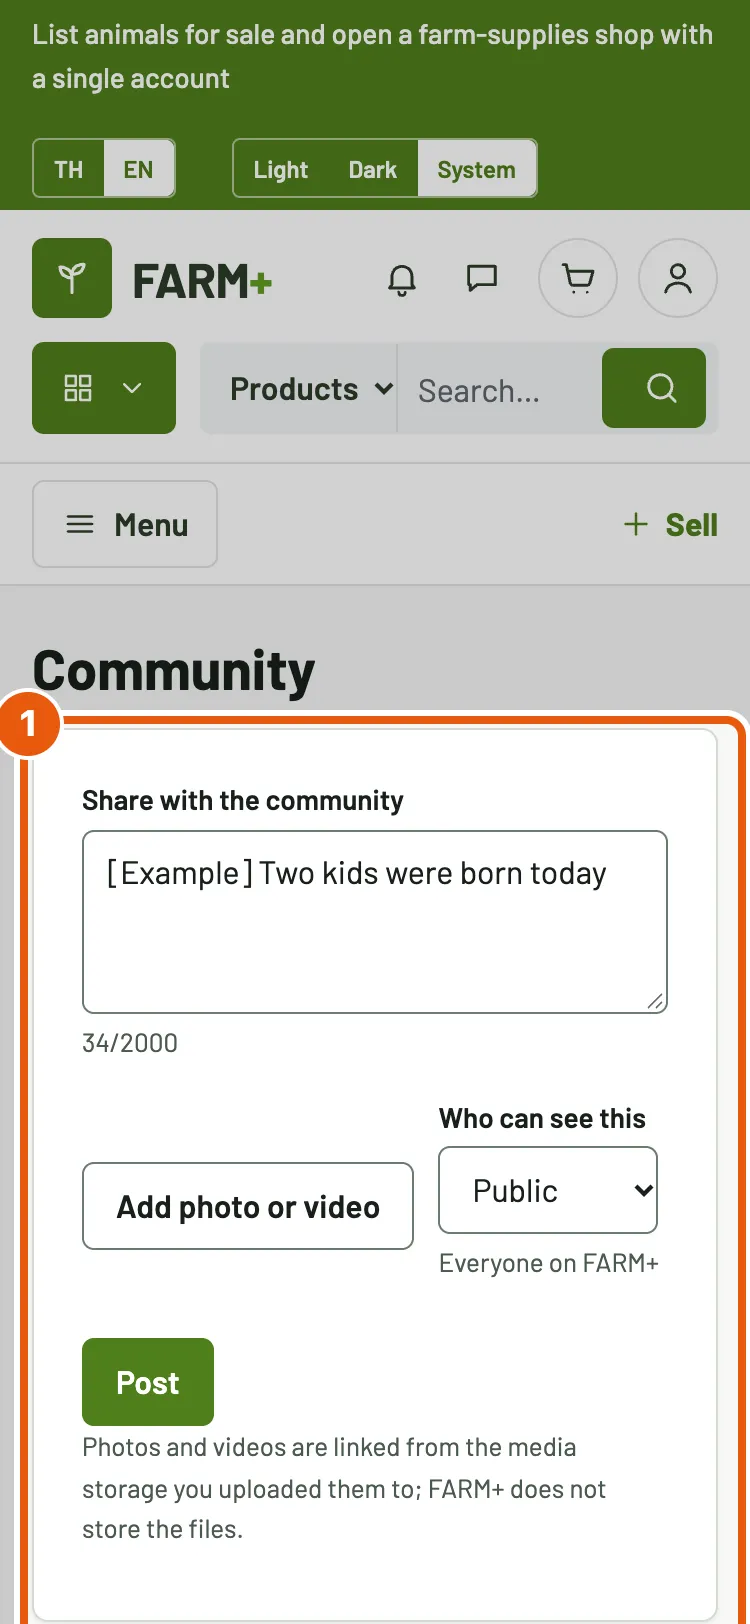 List animals for sale and open a farm-supplies shop with
a single account
TH EN Light Dark System
FARM+
Products Search...
Menu + Sell
Community
1
Share with the community
[Example] Two kids were born today
34/2000
Who can see this
Add photo or video Public
Everyone on FARM+
Post
Photos and videos are linked from the media
storage you uploaded them to; FARM+ does not
store the files.